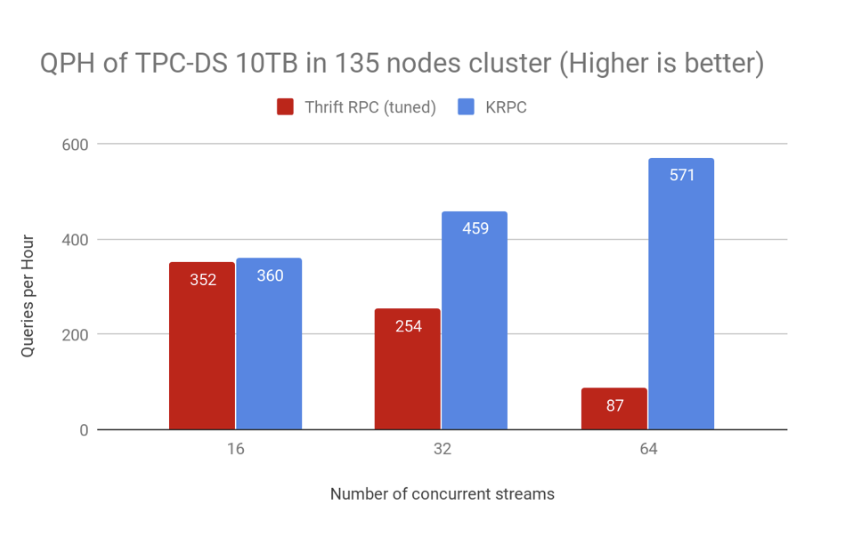 QPH of TPC-DS 10TB in 135 nodes cluster (Higher is better)
Thrift RPC (tuned) KRPC
600
400
200
0
Queries per Hour
352 360
254 459
87 571
16 32 64
Number of concurrent streams